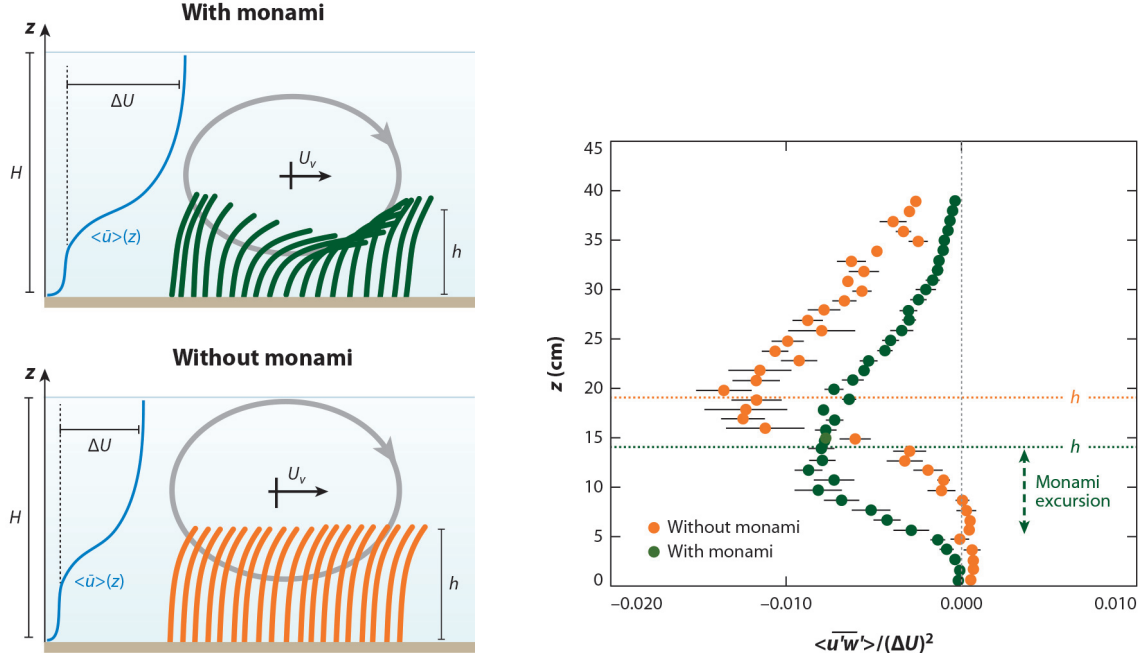 With monami
z
ΔU
H
U_v
<ū>(z)
h
Without monami
z
ΔU
H
U_v
<ū>(z)
h
45
40
35
30
25
20
15
10
5
0
z (cm)
h
h
Monami
excursion
Without monami
With monami
−0.020
−0.010
0.000
0.010
<u′w′>/(ΔU)²